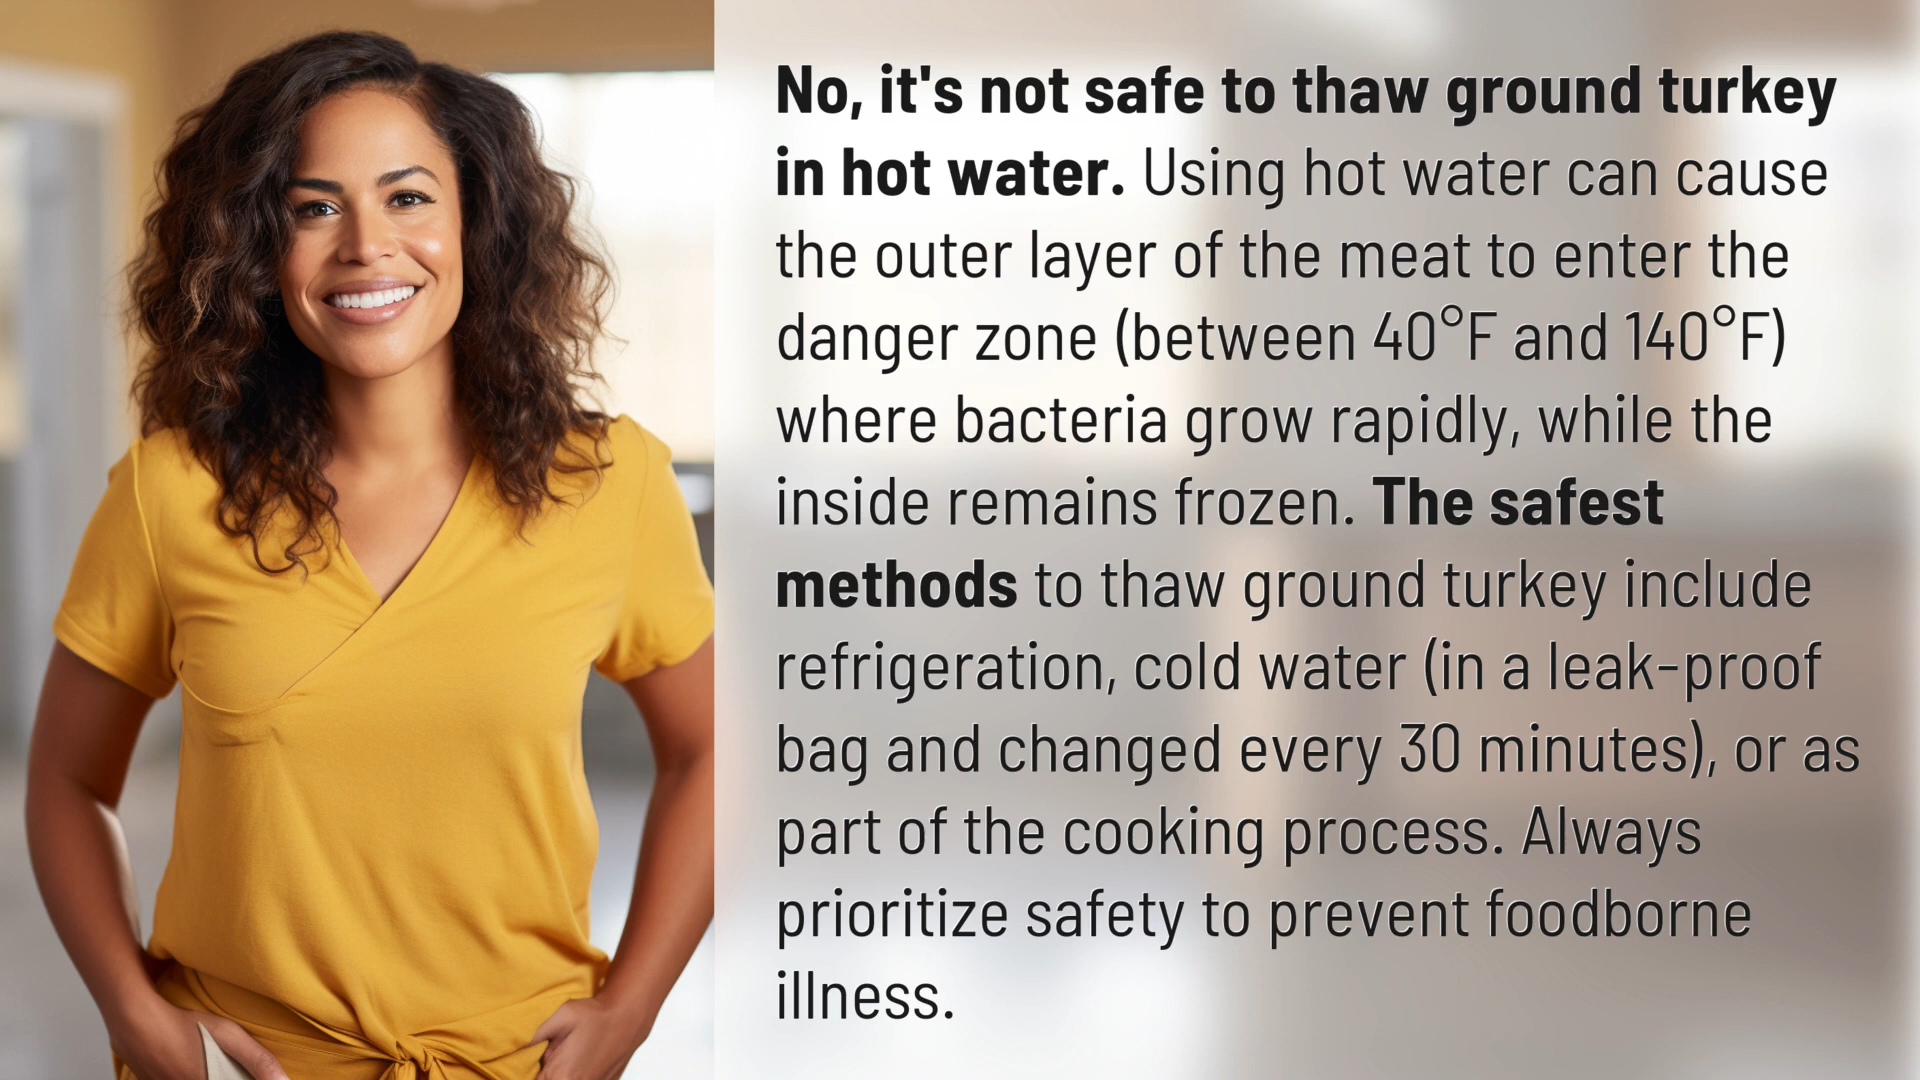 No, it's not safe to thaw ground turkey
in hot water. Using hot water can cause
the outer layer of the meat to enter the
danger zone (between 40°F and 140°F)
where bacteria grow rapidly, while the
inside remains frozen. The safest
methods to thaw ground turkey include
refrigeration, cold water (in a leak-proof
bag and changed every 30 minutes), or as
part of the cooking process. Always
prioritize safety to prevent foodborne
illness.